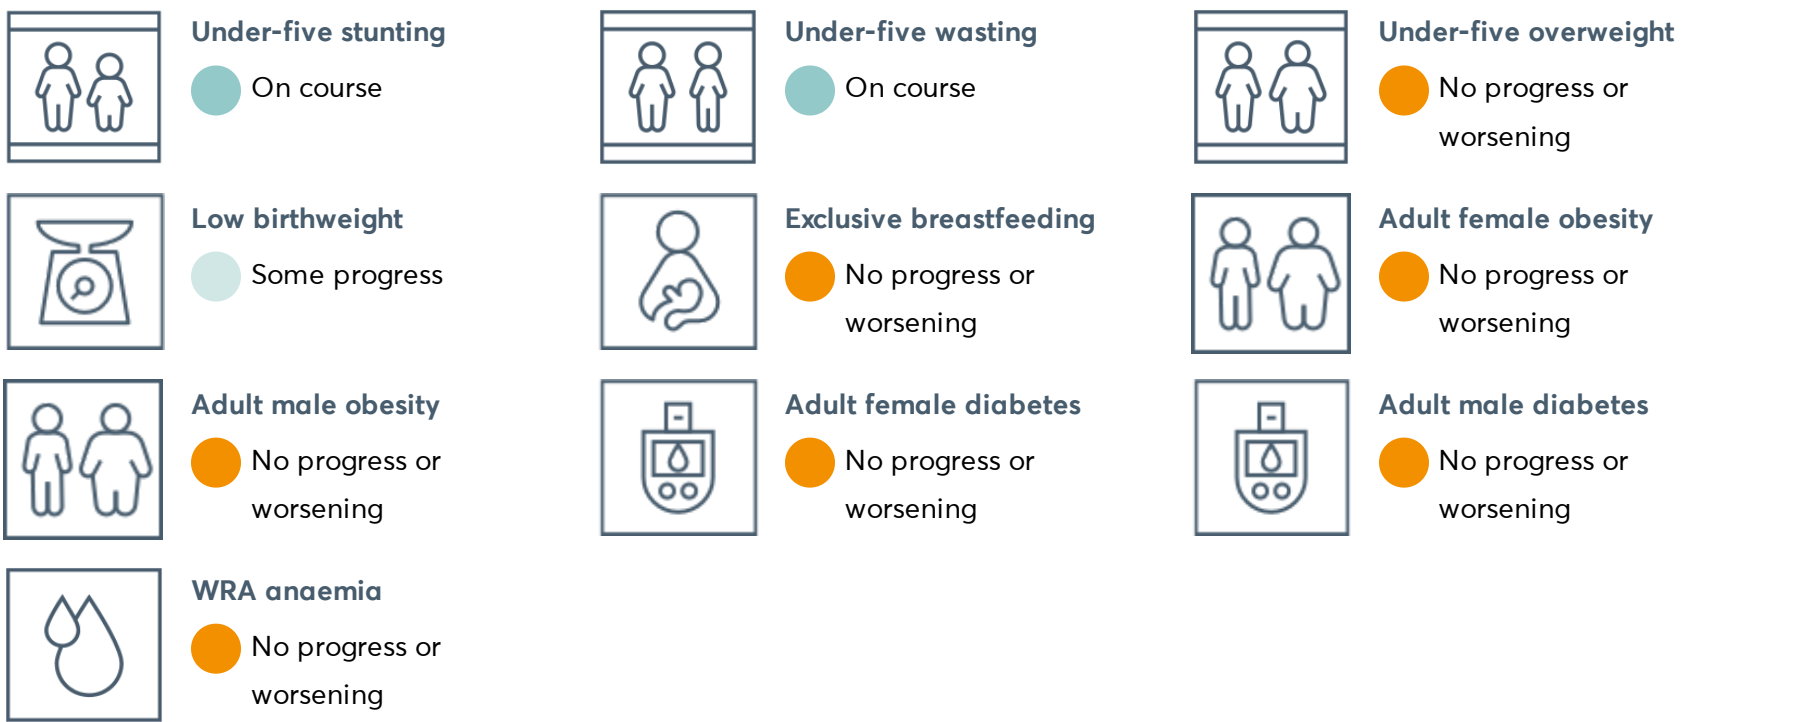 Under-five stunting
On course
Under-five wasting
On course
Under-five overweight
No progress or
worsening
Low birthweight
Some progress
Exclusive breastfeeding
No progress or
worsening
Adult female obesity
No progress or
worsening
Adult male obesity
No progress or
worsening
Adult female diabetes
No progress or
worsening
Adult male diabetes
No progress or
worsening
WRA anaemia
No progress or
worsening